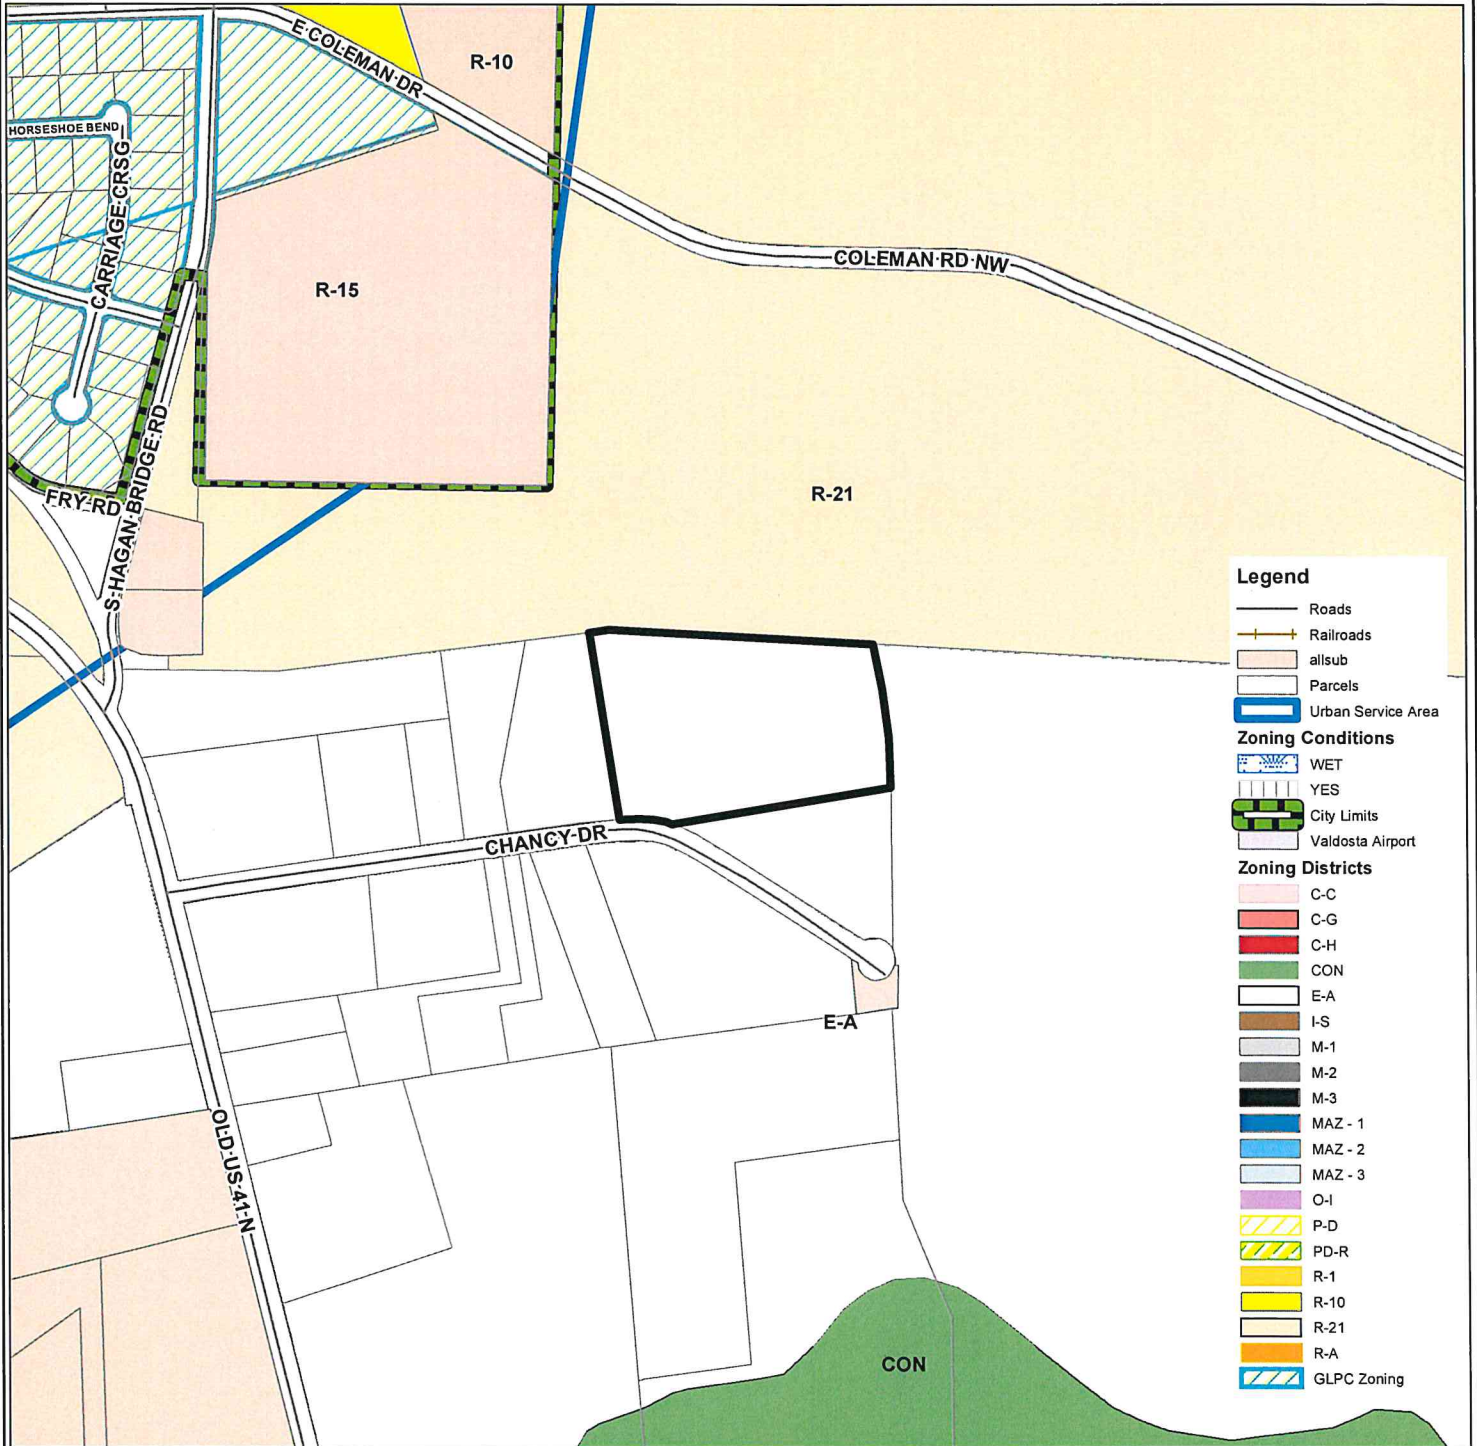 E COLEMAN DR
R-10
HORSESHOE BEND
CARRIAGE CRSG
COLEMAN RD NW
R-15
S HAGAN BRIDGE RD
FRY RD
R-21
CHANCY DR
E-A
OLD US 41 N
CON
Legend
Roads
Railroads
allsub
Parcels
Urban Service Area
Zoning Conditions
WET
YES
City Limits
Valdosta Airport
Zoning Districts
C-C
C-G
C-H
CON
E-A
I-S
M-1
M-2
M-3
MAZ - 1
MAZ - 2
MAZ - 3
O-I
P-D
PD-R
R-1
R-10
R-21
R-A
GLPC Zoning